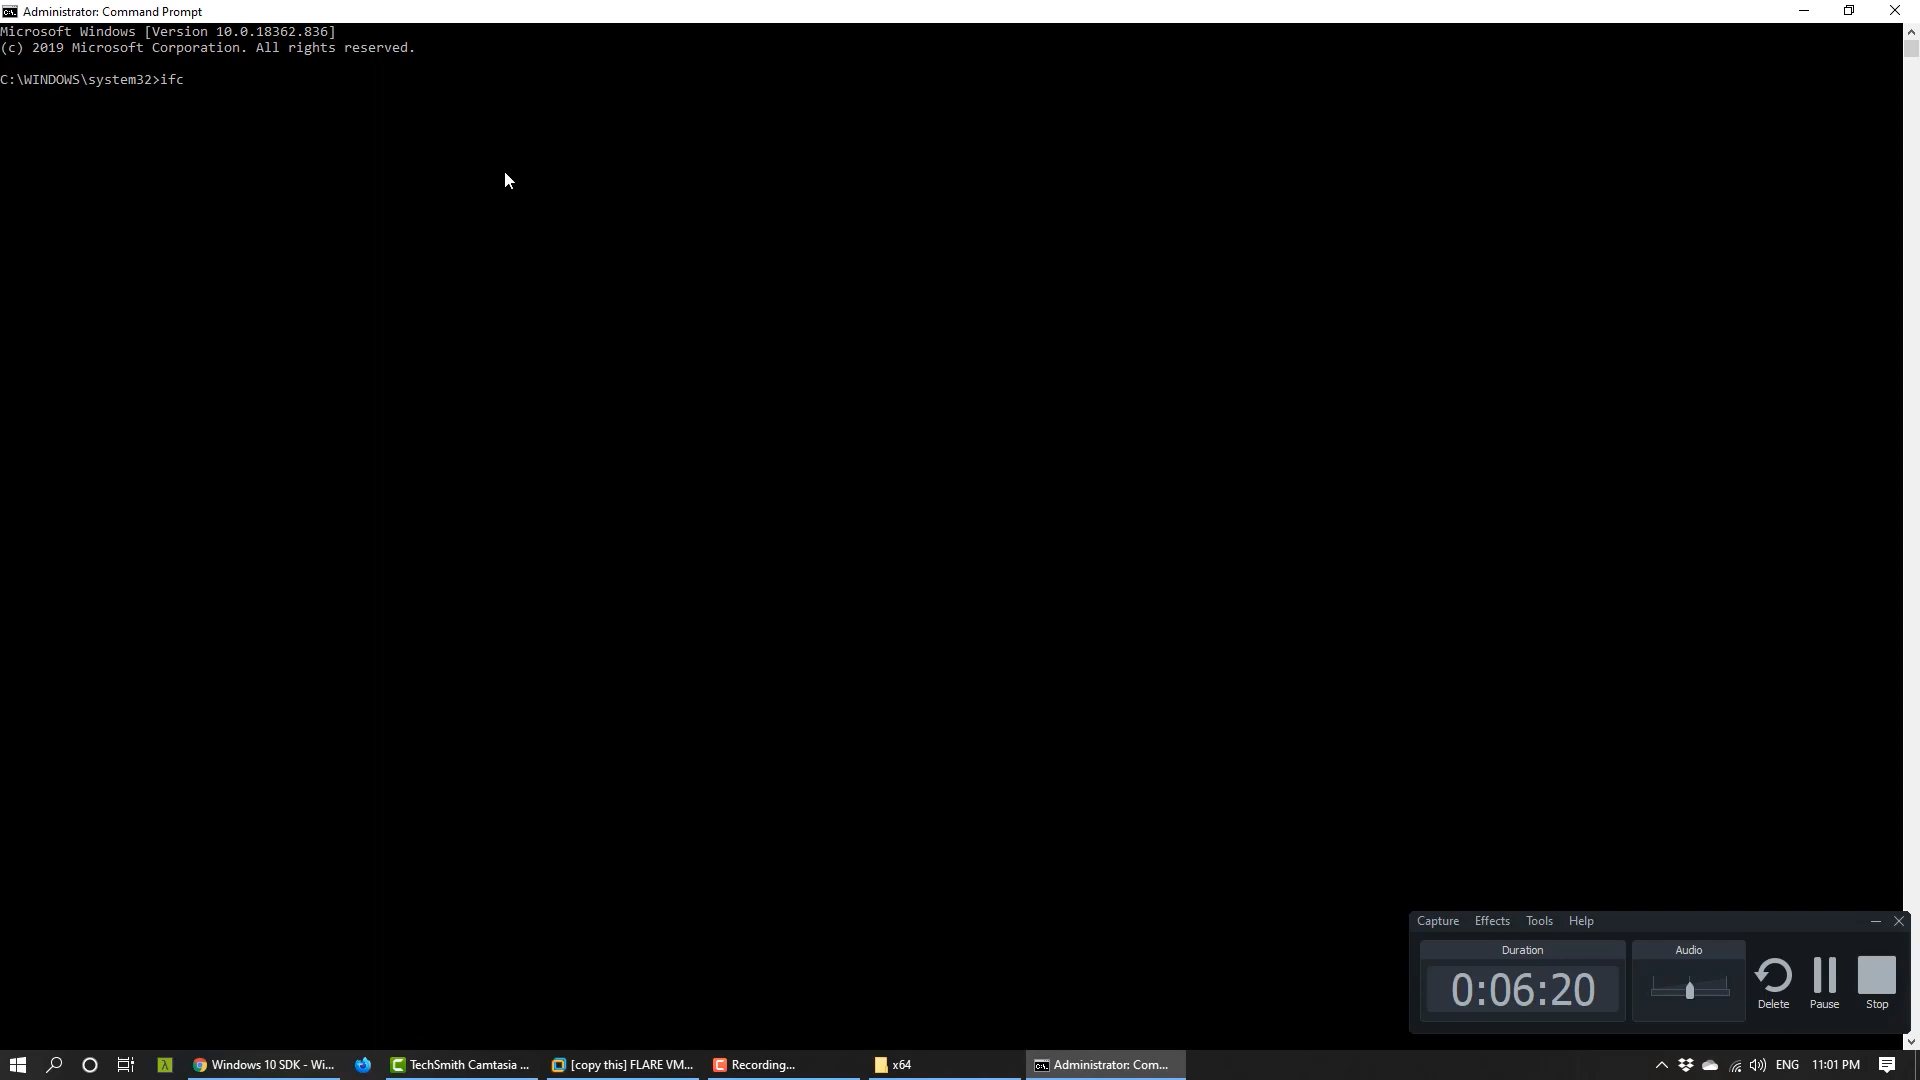 Administrator: Command Prompt
Microsoft Windows [Version 10.0.18362.836]
(c) 2019 Microsoft Corporation. All rights reserved.
C:\WINDOWS\system32>ifc
Capture Effects Tools Help
Duration Audio
0:06:20
Delete Pause Stop
Windows 10 SDK - Wi... TechSmith Camtasia ... [copy this] FLARE VM... Recording... x64 Administrator: Com... ENG 11:01 PM